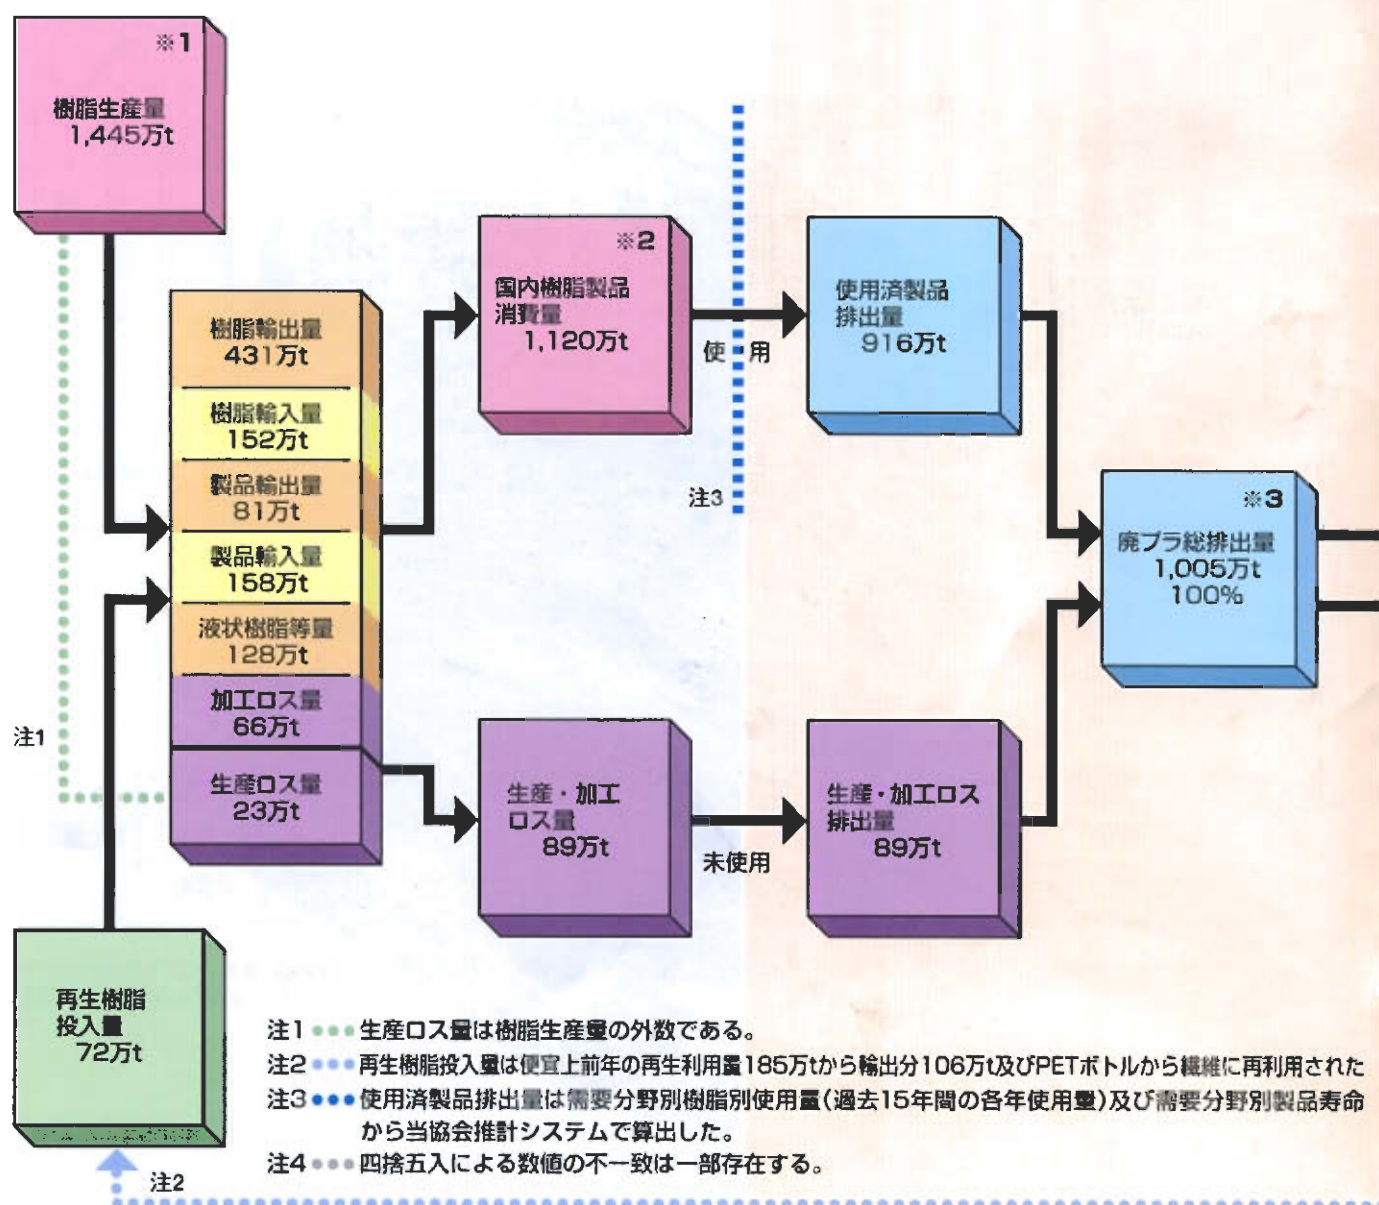 ※1
樹脂生産量
1,445万t
樹脂輸出量
431万t
樹脂輸入量
152万t
製品輸出量
81万t
製品輸入量
158万t
液状樹脂等量
128万t
加工ロス量
66万t
生産ロス量
23万t
注1
再生樹脂
投入量
72万t
注2
※2
国内樹脂製品
消費量
1,120万t
使用
注3
使用済製品
排出量
916万t
生産・加工
ロス量
89万t
未使用
生産・加工ロス
排出量
89万t
※3
廃プラ総排出量
1,005万t
100%
注1 生産ロス量は樹脂生産量の外数である。
注2 再生樹脂投入量は便宜上前年の再生利用量185万tから輸出分106万t及びPETボトルから繊維に再利用された
注3 使用済製品排出量は需要分野別樹脂別使用量(過去15年間の各年使用量)及び需要分野別製品寿命
から当協会推計システムで算出した。
注4 四捨五入による数値の不一致は一部存在する。